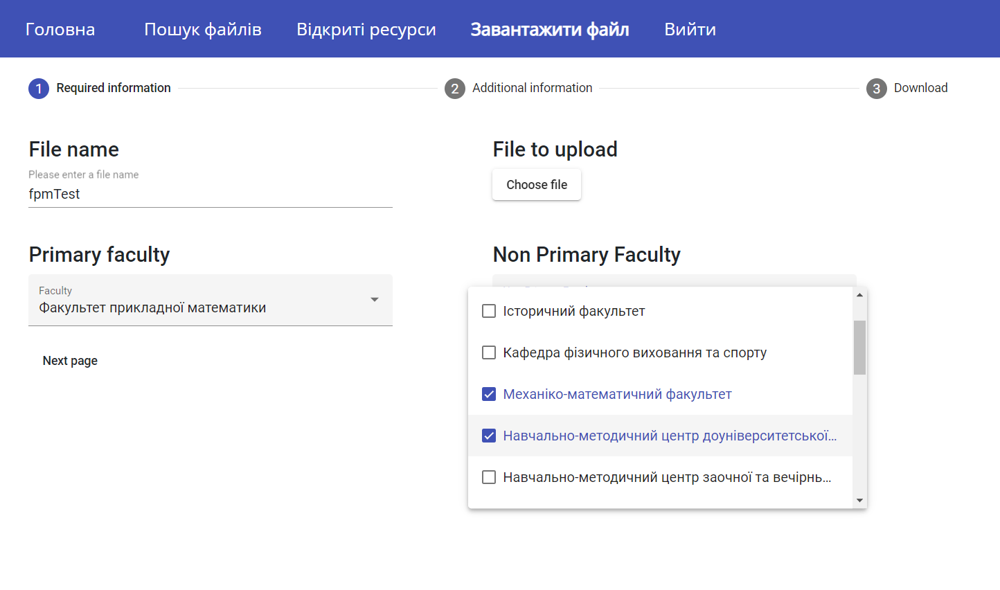 Головна Пошук файлів Відкриті ресурси Завантажити файл Вийти
1 Required information 2 Additional information 3 Download
File name
Please enter a file name
fpmTest
File to upload
Choose file
Primary faculty
Faculty
Факультет прикладної математики
Next page
Non Primary Faculty
Історичний факультет
Кафедра фізичного виховання та спорту
Механіко-математичний факультет
Навчально-методичний центр доуніверситетської...
Навчально-методичний центр заочної та вечірнь...